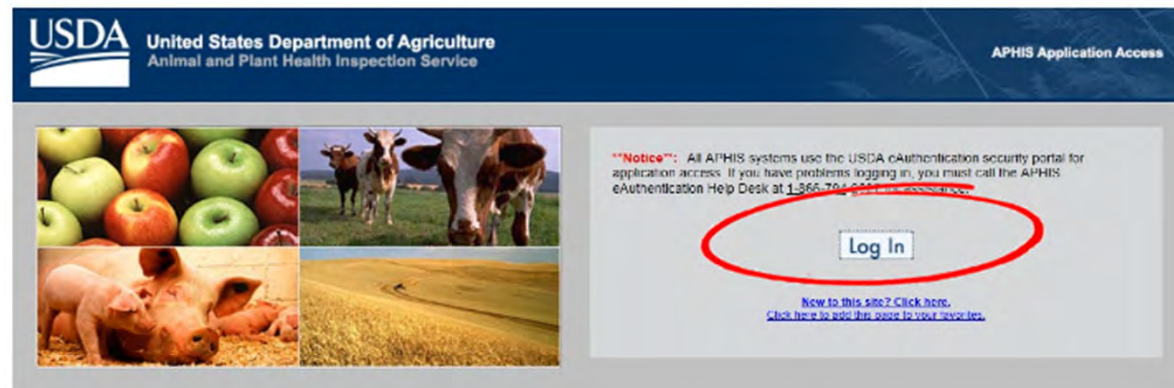 USDA
United States Department of Agriculture
Animal and Plant Health Inspection Service
APHIS Application Access
**Notice**: All APHIS systems use the USDA eAuthentication security portal for
application access. If you have problems logging in, you must call the APHIS
eAuthentication Help Desk at 1-866-794-
Log In
New to this site? Click here.
Click here to add this page to your favorites.